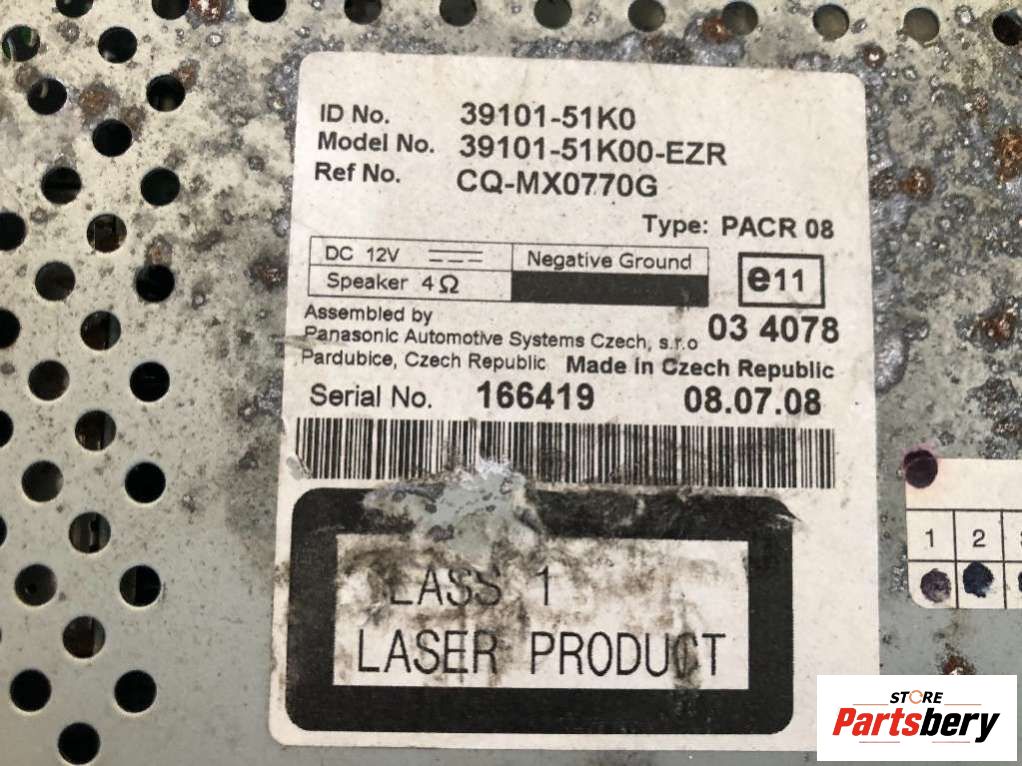 ID No. 39101-51K0
Model No. 39101-51K00-EZR
Ref No. CQ-MX0770G
Type: PACR 08
DC 12V Negative Ground
Speaker 4Ω
e11
Assembled by
Panasonic Automotive Systems Czech, s.r.o 03 4078
Pardubice, Czech Republic Made in Czech Republic
Serial No. 166419 08.07.08
LASS 1
LASER PRODUCT
1 2
STORE
Partsbery